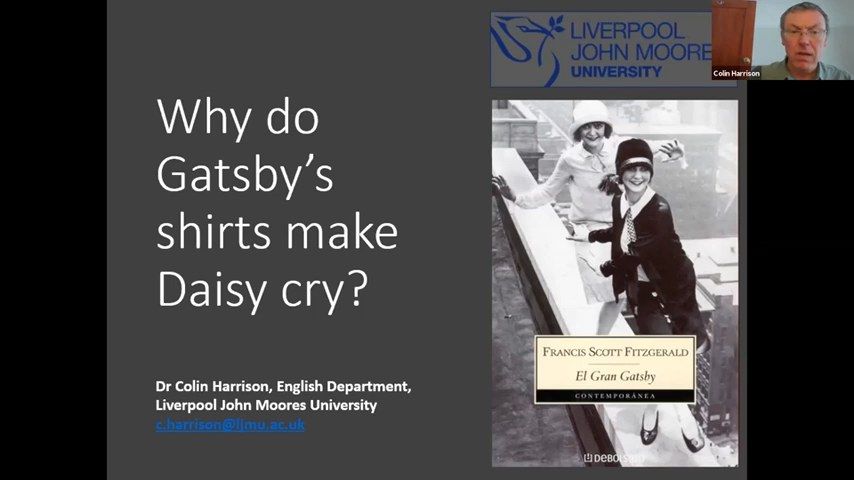 Why do
Gatsby's
shirts make
Daisy cry?
Dr Colin Harrison, English Department,
Liverpool John Moores University
c.harrison@ljmu.ac.uk
LIVERPOOL
JOHN MOORES
UNIVERSITY
Colin Harrison
FRANCIS SCOTT FITZGERALD
El Gran Gatsby
CONTEMPORÁNEA